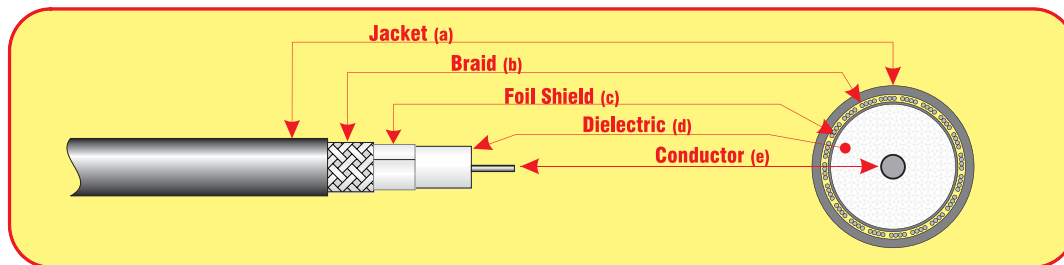 Jacket (a)
Braid (b)
Foil Shield (c)
Dielectric (d)
Conductor (e)